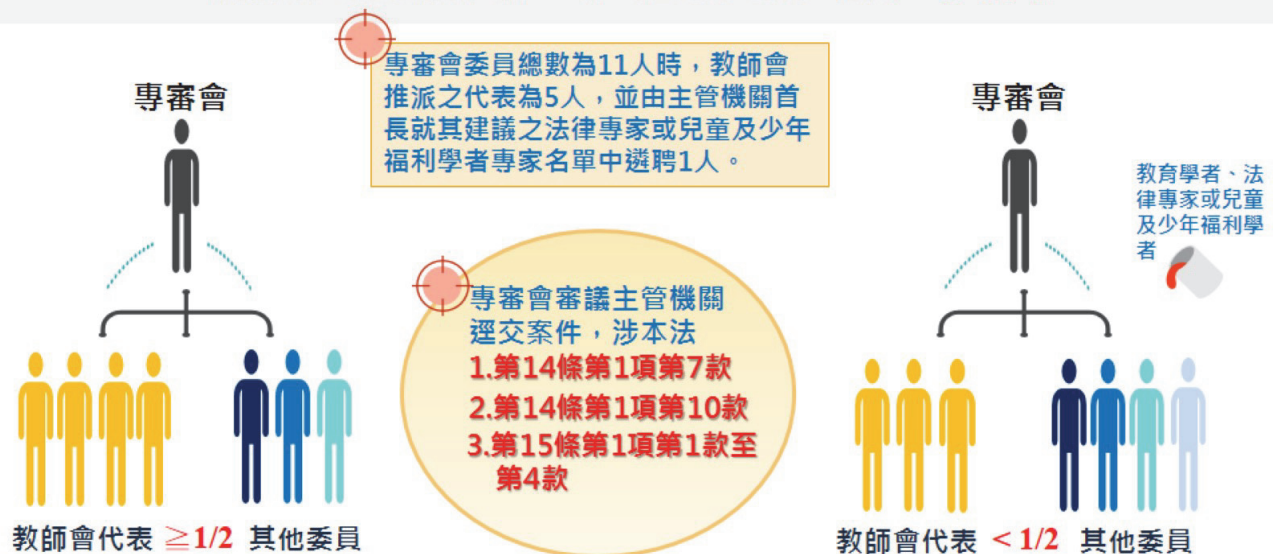 專審會委員總數為11人時，教師會
推派之代表為5人，並由主管機關首
長就其建議之法律專家或兒童及少年
福利學者專家名單中遴聘1人。
專審會
專審會
教育學者、法
律專家或兒童
及少年福利學
者
專審會審議主管機關
逕交案件，涉本法
1.第14條第1項第7款
2.第14條第1項第10款
3.第15條第1項第1款至
第4款
教師會代表 ≧1/2 其他委員
教師會代表 < 1/2 其他委員